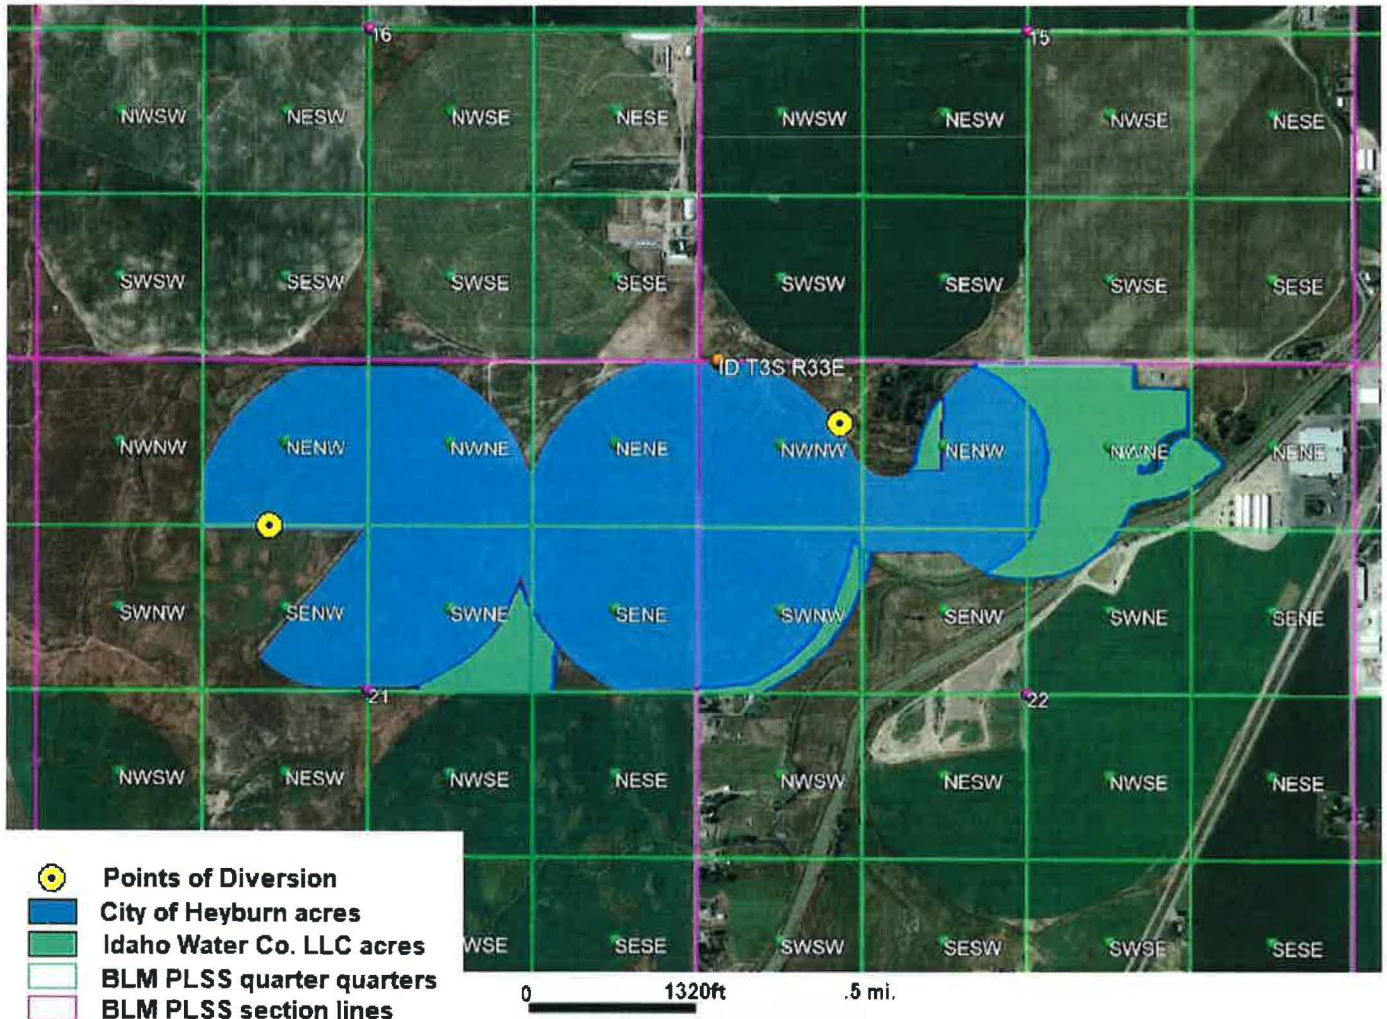 16
15
NWSW NESW NWSE NESE NWSW NESW NWSE NESE
SWSW SESW SWSE SESE SWSW SESW SWSE SESE
ID T3S R33E
NWNW NENW NWNE NENE NWNW NENW NWNE NENE
SWNW SENW SWNE SENE SWNW SENW SWNE SENE
21
22
NWSW NESW NWSE NESE NWSW NESW NWSE NESE
WSE SESE SWSW SESW SWSE SESE
Points of Diversion
City of Heyburn acres
Idaho Water Co. LLC acres
BLM PLSS quarter quarters
BLM PLSS section lines
0 1320ft .5 mi.